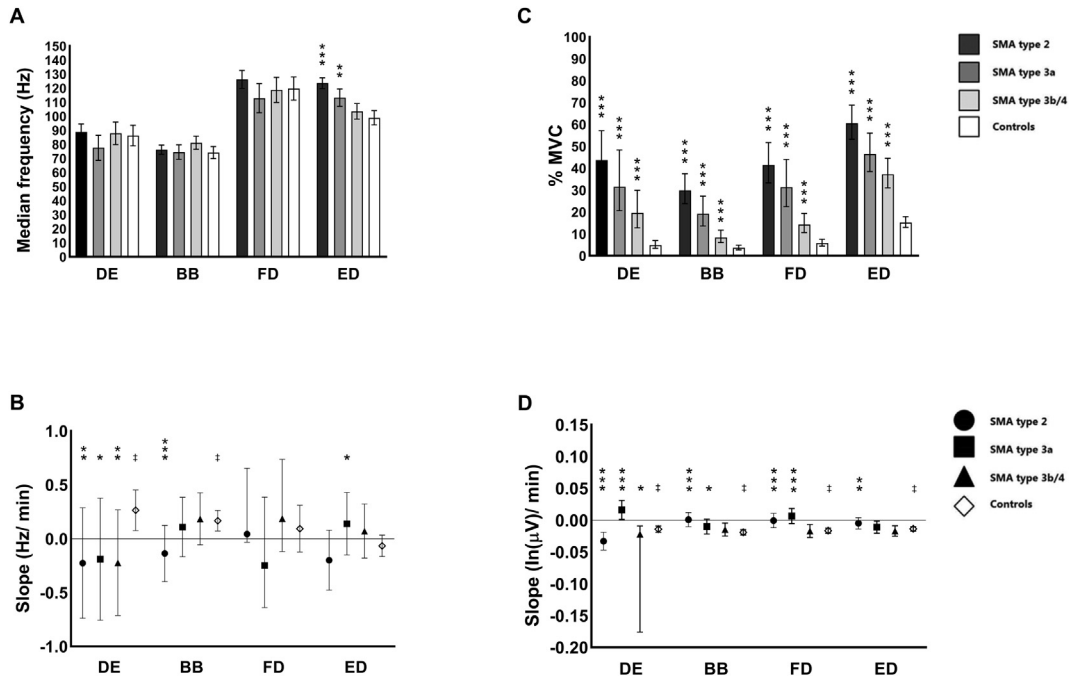 A
Median frequency (Hz)
150
140
130
120
110
100
90
80
70
60
50
40
30
20
10
0
***
**
DE
BB
FD
ED
C
% MVC
100
90
80
70
60
50
40
30
20
10
0
***
***
***
***
***
***
***
***
***
***
***
***
DE
BB
FD
ED
SMA type 2
SMA type 3a
SMA type 3b/4
Controls
B
Slope (Hz/ min)
1.0
0.5
0.0
-0.5
-1.0
**
*
**
‡
***
‡
*
DE
BB
FD
ED
D
Slope (ln(µV)/ min)
0.15
0.10
0.05
0.00
-0.05
-0.10
-0.15
-0.20
***
***
*
‡
***
*
‡
***
***
‡
**
‡
DE
BB
FD
ED
SMA type 2
SMA type 3a
SMA type 3b/4
Controls